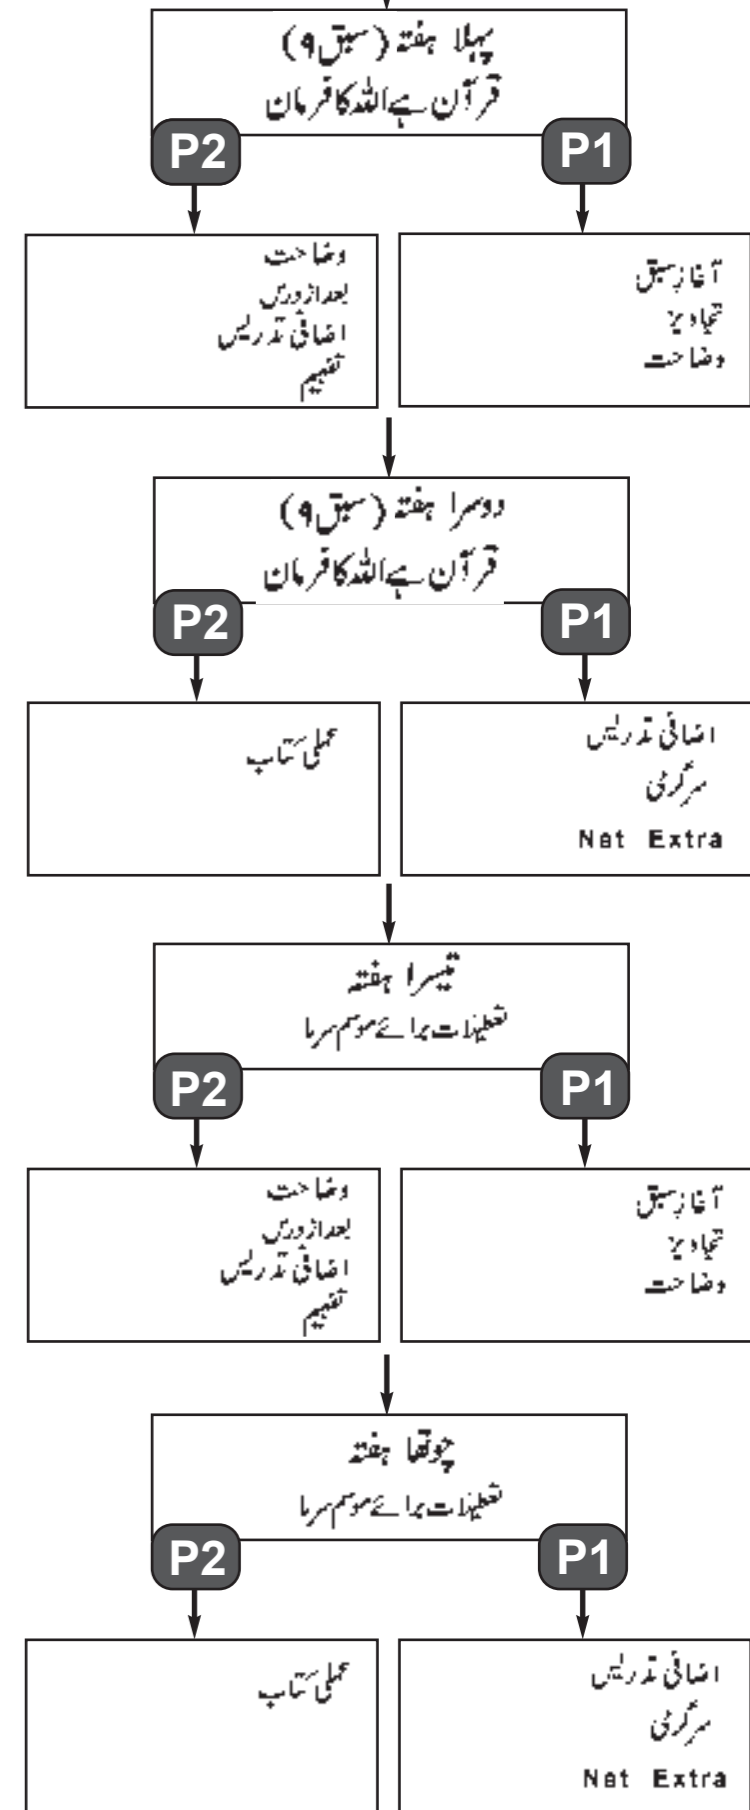 پہلا ہفتہ (سبق ۹)
قرآن ہے اللہ کا فرمان
P1
P2
آغازِ سبق
تجاویز
وضاحت
وضاحت
بعد از درس
اضافی تدریس
تفہیم
دوسرا ہفتہ (سبق ۹)
قرآن ہے اللہ کا فرمان
P1
P2
اضافی تدریس
سرگرمی
Net Extra
عملی کتاب
تیسرا ہفتہ
تعطیلات برائے موسم سرما
P1
P2
آغازِ سبق
تجاویز
وضاحت
وضاحت
بعد از درس
اضافی تدریس
تفہیم
چوتھا ہفتہ
تعطیلات برائے موسم سرما
P1
P2
اضافی تدریس
سرگرمی
Net Extra
عملی کتاب